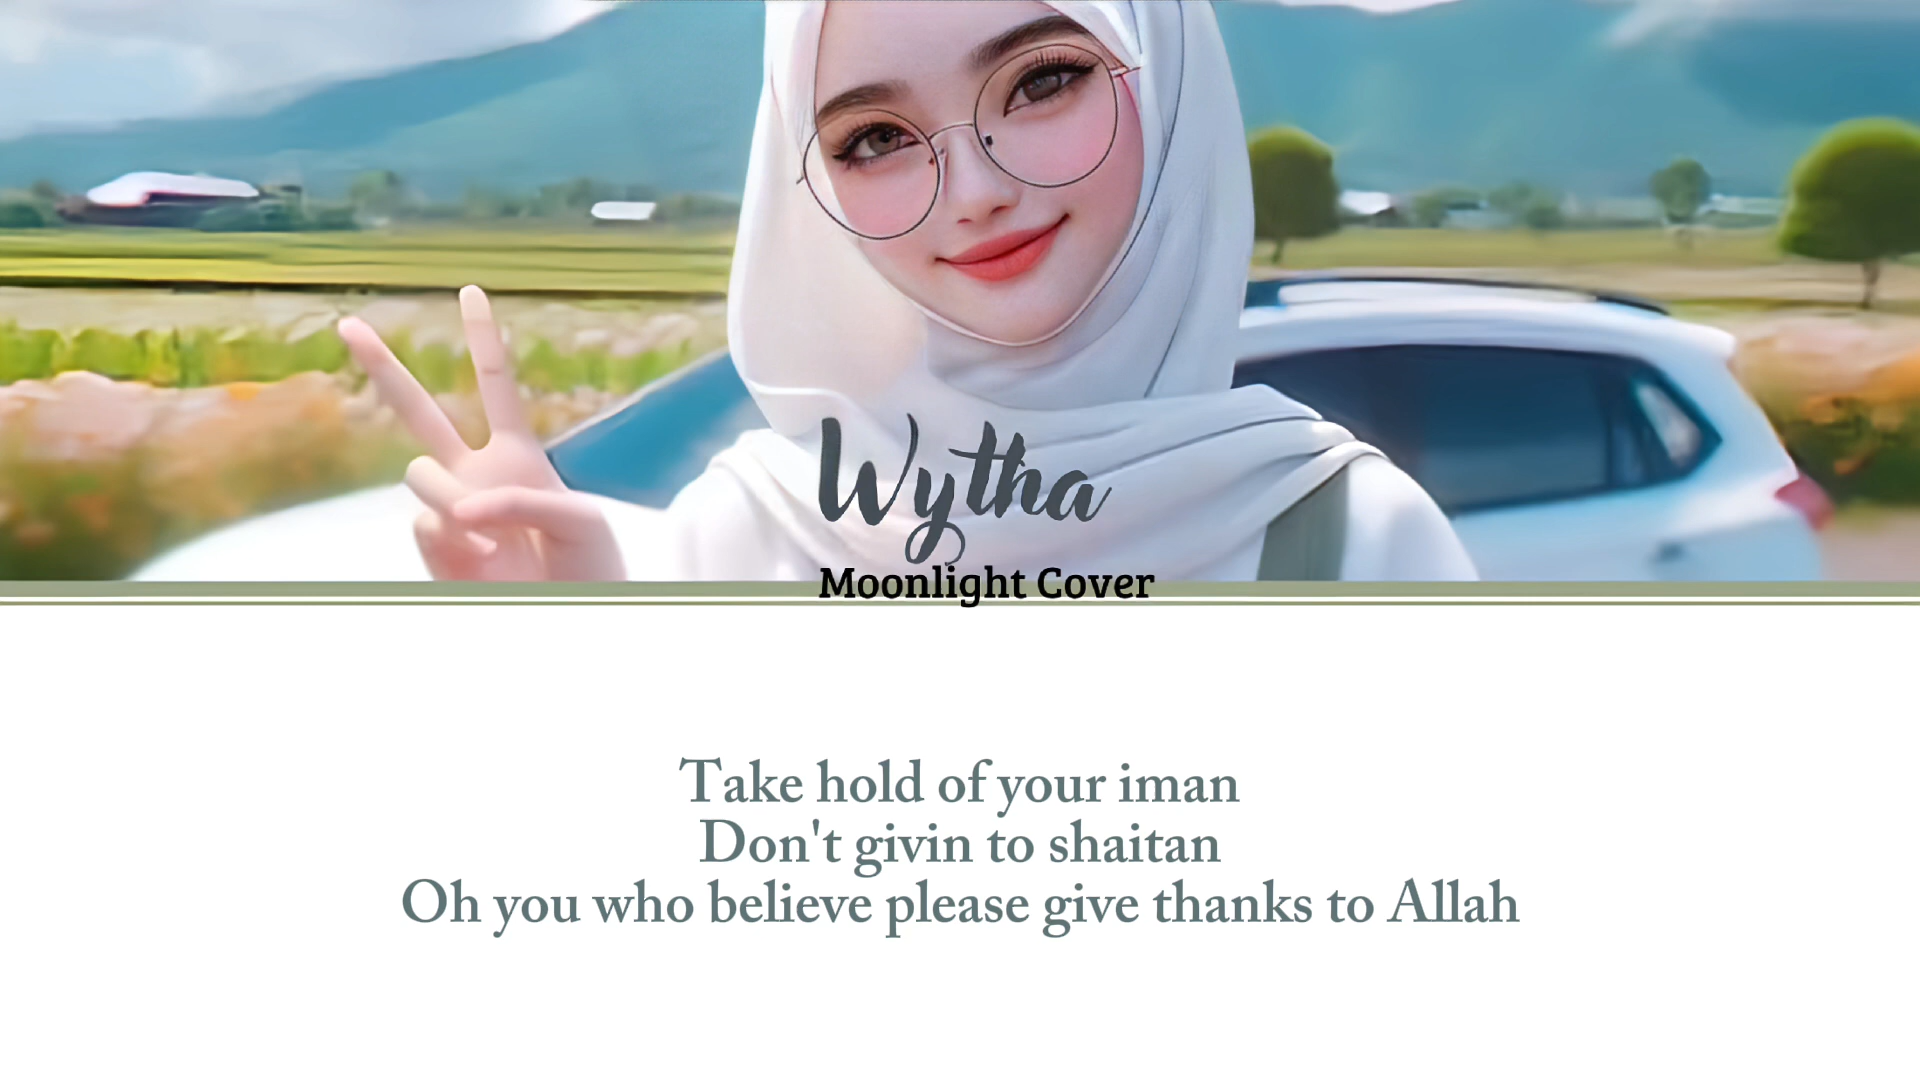 Wytha
Moonlight Cover
Take hold of your iman
Don't givin to shaitan
Oh you who believe please give thanks to Allah